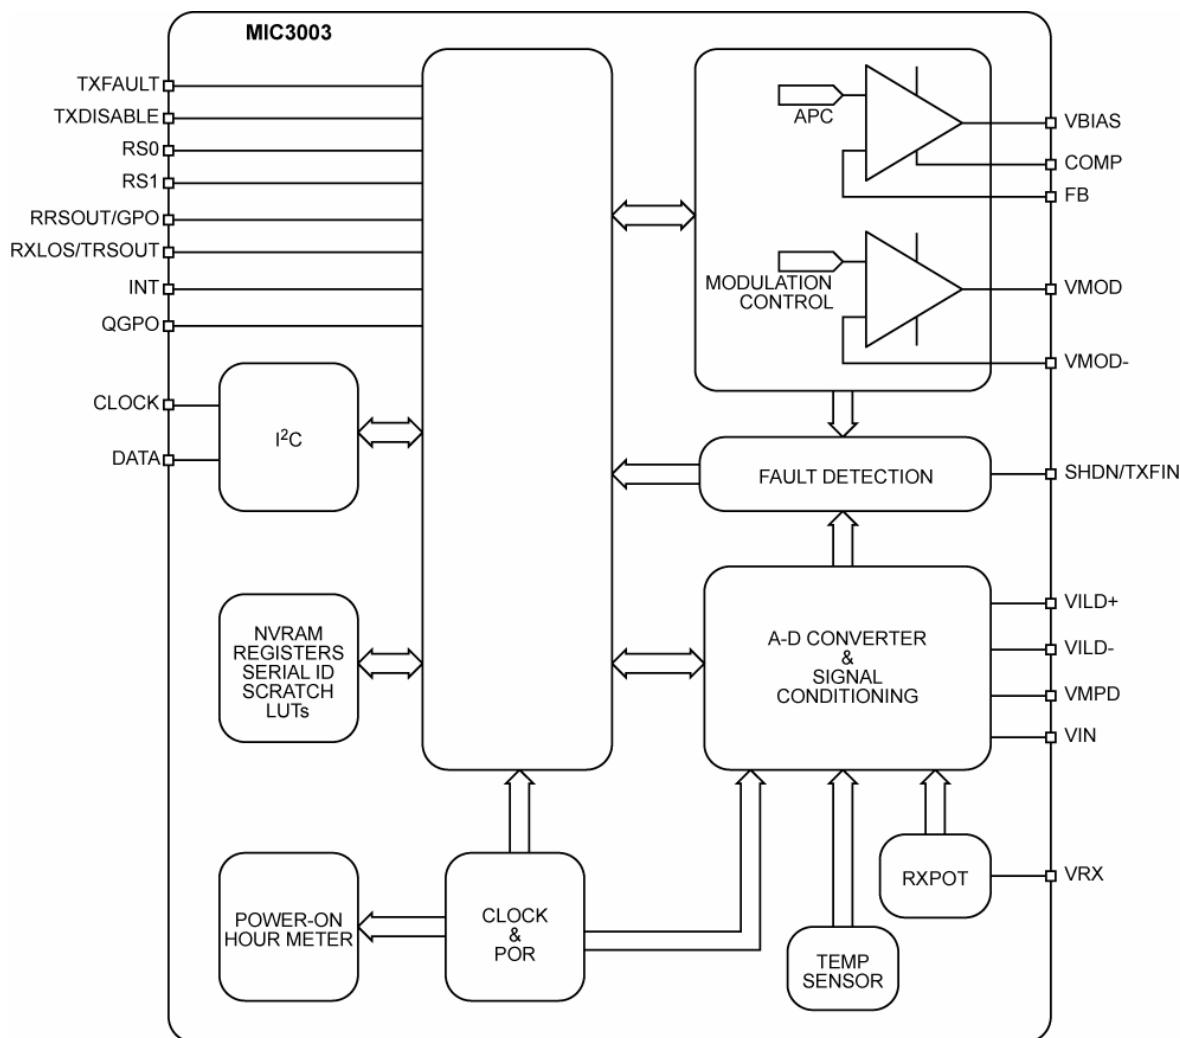 MIC3003
TXFAULT
TXDISABLE
RS0
RS1
RRSOUT/GPO
RXLOS/TRSOUT
INT
QGPO
CLOCK
DATA
I²C
NVRAM
REGISTERS
SERIAL ID
SCRATCH
LUTs
POWER-ON
HOUR METER
CLOCK
&
POR
APC
MODULATION
CONTROL
FAULT DETECTION
A-D CONVERTER
&
SIGNAL
CONDITIONING
RXPOT
TEMP
SENSOR
VBIAS
COMP
FB
VMOD
VMOD-
SHDN/TXFIN
VILD+
VILD-
VMPD
VIN
VRX